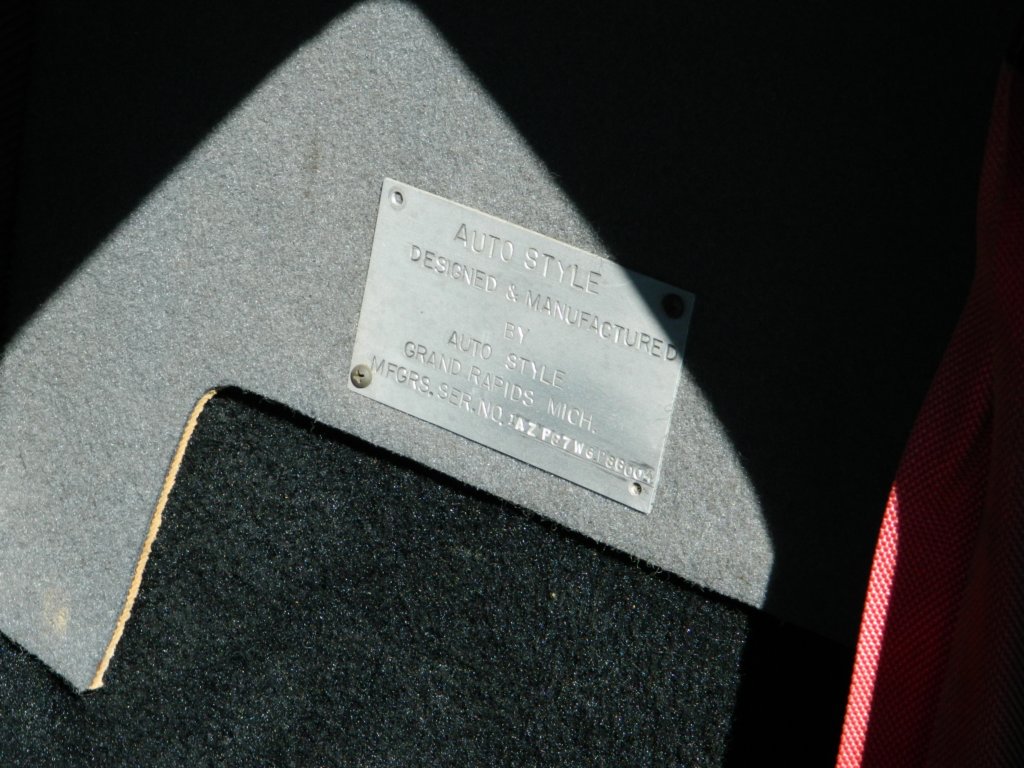 AUTO STYLE
DESIGNED & MANUFACTURED
BY
AUTO STYLE
GRAND RAPIDS MICH.
MFGRS. SER. NO.